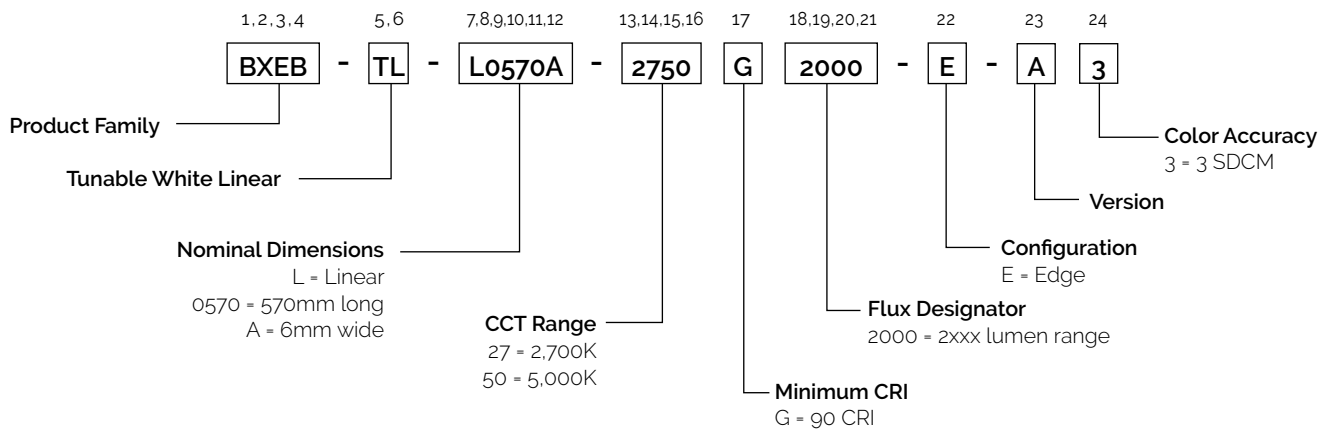 1,2,3,4 5,6 7,8,9,10,11,12 13,14,15,16 17 18,19,20,21 22 23 24
BXEB - TL - L0570A - 2750 G 2000 - E - A 3
Product Family
Tunable White Linear
Nominal Dimensions
L = Linear
0570 = 570mm long
A = 6mm wide
CCT Range
27 = 2,700K
50 = 5,000K
Minimum CRI
G = 90 CRI
Flux Designator
2000 = 2xxx lumen range
Configuration
E = Edge
Version
Color Accuracy
3 = 3 SDCM